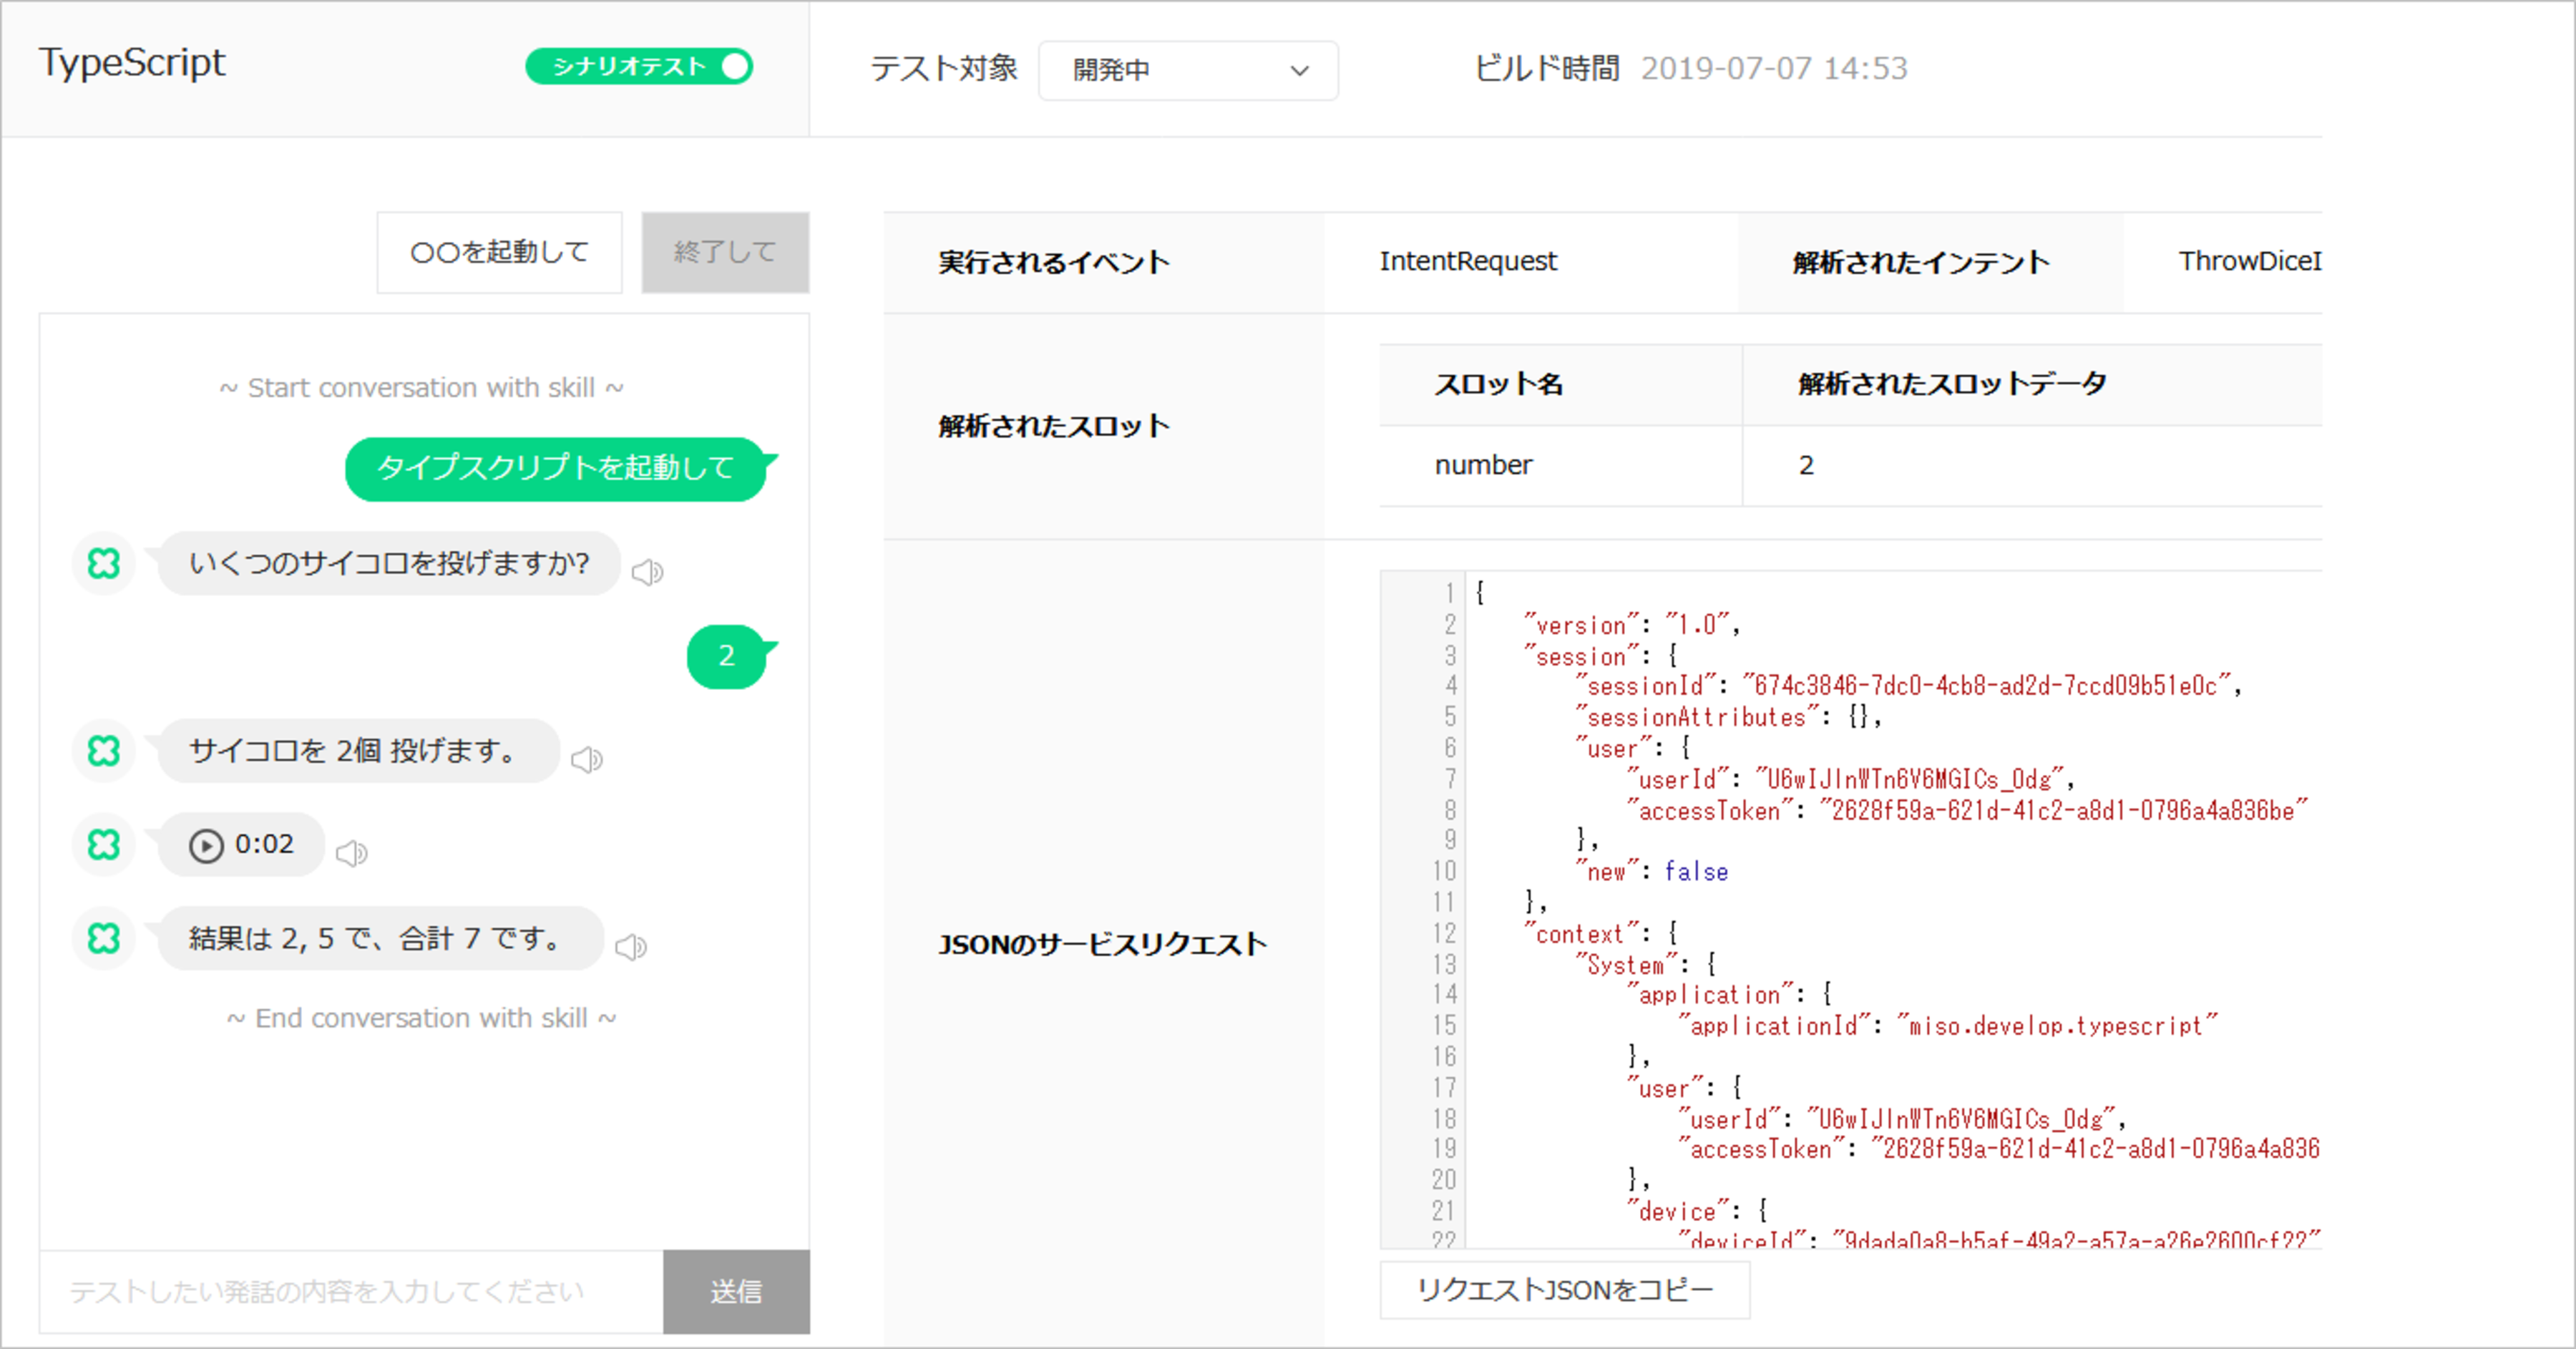 TypeScript
シナリオテスト
テスト対象 開発中
ビルド時間 2019-07-07 14:53
〇〇を起動して
終了して
~ Start conversation with skill ~
タイプスクリプトを起動して
いくつのサイコロを投げますか?
2
サイコロを 2個 投げます。
0:02
結果は 2, 5 で、合計 7 です。
~ End conversation with skill ~
テストしたい発話の内容を入力してください
送信
実行されるイベント IntentRequest 解析されたインテント ThrowDiceI
解析されたスロット
スロット名 解析されたスロットデータ
number 2
JSONのサービスリクエスト
1 {
2 "version": "1.0",
3 "session": {
4 "sessionId": "674c3846-7dc0-4cb8-ad2d-7ccd09b51e0c",
5 "sessionAttributes": {},
6 "user": {
7 "userId": "U6wIJlnWTn6V6MGICs_Odg",
8 "accessToken": "2628f59a-621d-41c2-a8d1-0796a4a836be"
9 },
10 "new": false
11 },
12 "context": {
13 "System": {
14 "application": {
15 "applicationId": "miso.develop.typescript"
16 },
17 "user": {
18 "userId": "U6wIJlnWTn6V6MGICs_Odg",
19 "accessToken": "2628f59a-621d-41c2-a8d1-0796a4a836
20 },
21 "device": {
22 "deviceId": "9dada0a8-b5af-49a2-a57a-a26e2600cf22"
リクエストJSONをコピー